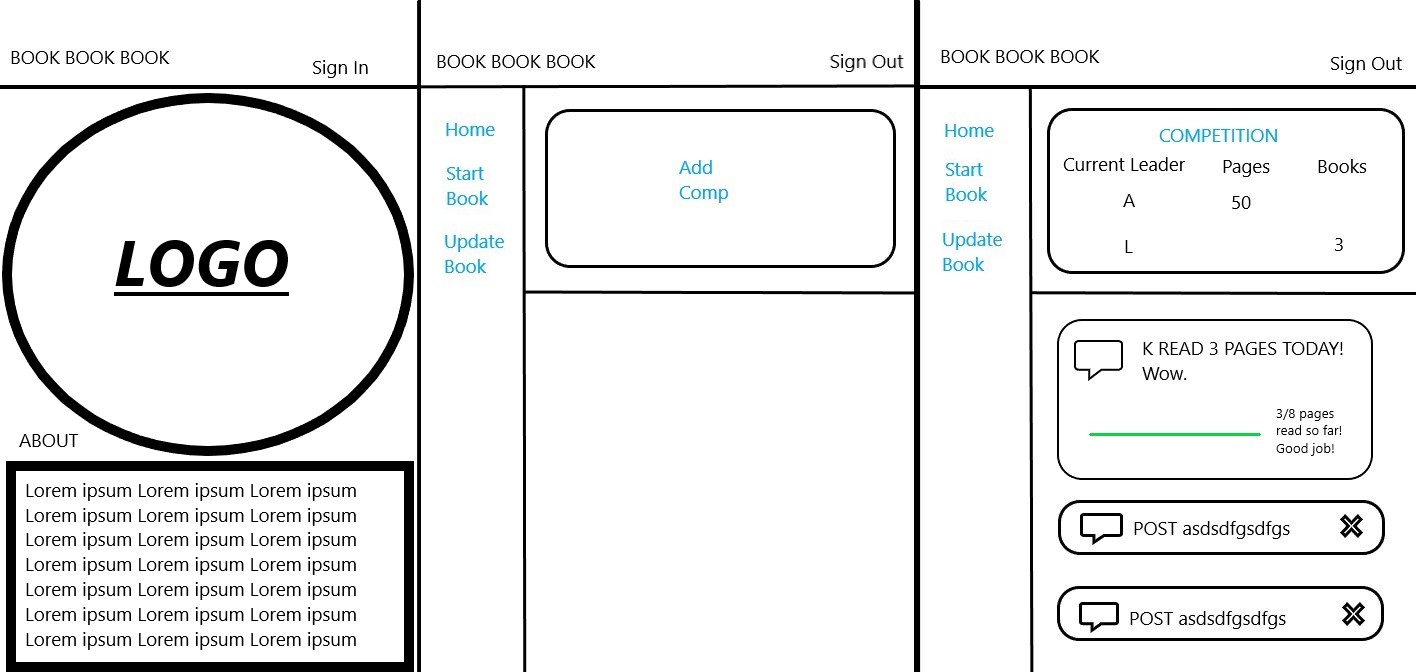 BOOK BOOK BOOK
Sign In
LOGO
ABOUT
Lorem ipsum Lorem ipsum Lorem ipsum
Lorem ipsum Lorem ipsum Lorem ipsum
Lorem ipsum Lorem ipsum Lorem ipsum
Lorem ipsum Lorem ipsum Lorem ipsum
Lorem ipsum Lorem ipsum Lorem ipsum
Lorem ipsum Lorem ipsum Lorem ipsum
Lorem ipsum Lorem ipsum Lorem ipsum
BOOK BOOK BOOK
Sign Out
Home
Start
Book
Update
Book
Add
Comp
BOOK BOOK BOOK
Sign Out
Home
Start
Book
Update
Book
COMPETITION
Current Leader Pages Books
A 50
L 3
K READ 3 PAGES TODAY!
Wow.
3/8 pages
read so far!
Good job!
POST asdsdfgsdfgs
POST asdsdfgsdfgs